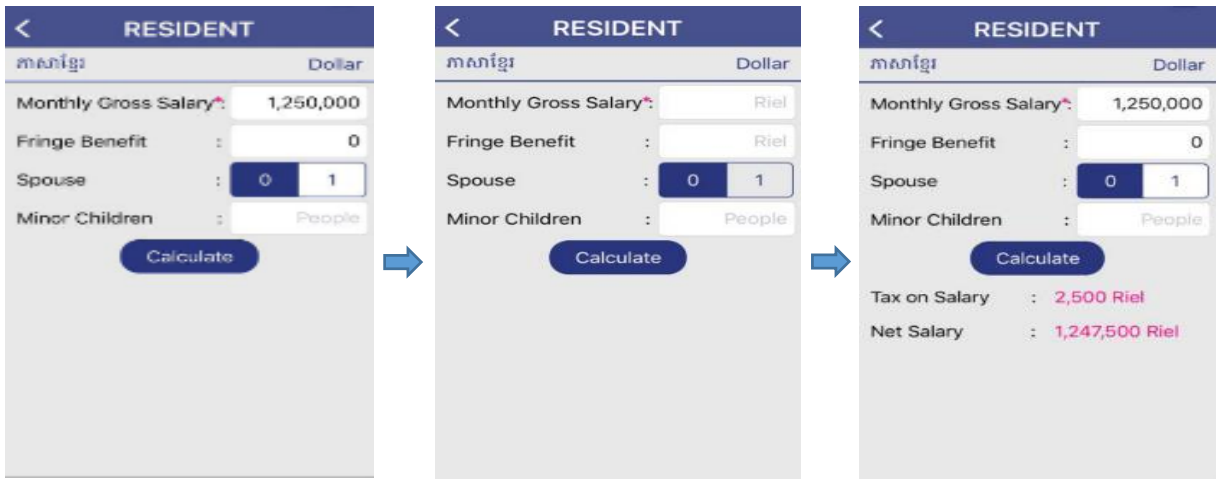 < RESIDENT
ភាសាខ្មែរ Dollar
Monthly Gross Salary*: 1,250,000
Fringe Benefit : 0
Spouse : 0 1
Minor Children : People
Calculate
< RESIDENT
ភាសាខ្មែរ Dollar
Monthly Gross Salary*: Riel
Fringe Benefit : Riel
Spouse : 0 1
Minor Children : People
Calculate
< RESIDENT
ភាសាខ្មែរ Dollar
Monthly Gross Salary*: 1,250,000
Fringe Benefit : 0
Spouse : 0 1
Minor Children : People
Calculate
Tax on Salary : 2,500 Riel
Net Salary : 1,247,500 Riel